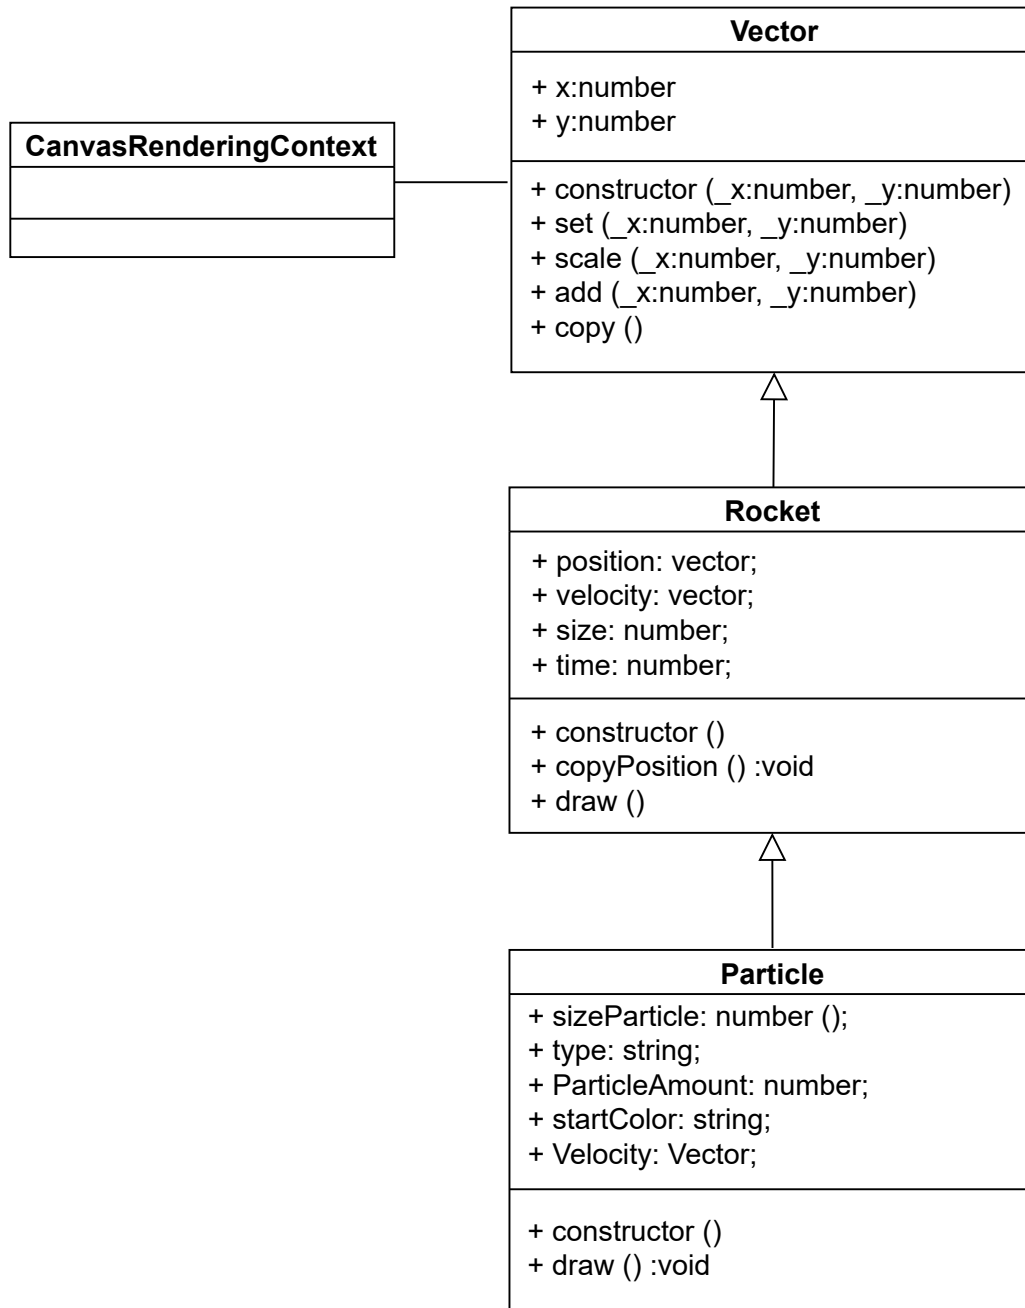 Vector
+ x:number
+ y:number
+ constructor (_x:number, _y:number)
+ set (_x:number, _y:number)
+ scale (_x:number, _y:number)
+ add (_x:number, _y:number)
+ copy ()
CanvasRenderingContext
Rocket
+ position: vector;
+ velocity: vector;
+ size: number;
+ time: number;
+ constructor ()
+ copyPosition () :void
+ draw ()
Particle
+ sizeParticle: number ();
+ type: string;
+ ParticleAmount: number;
+ startColor: string;
+ Velocity: Vector;
+ constructor ()
+ draw () :void